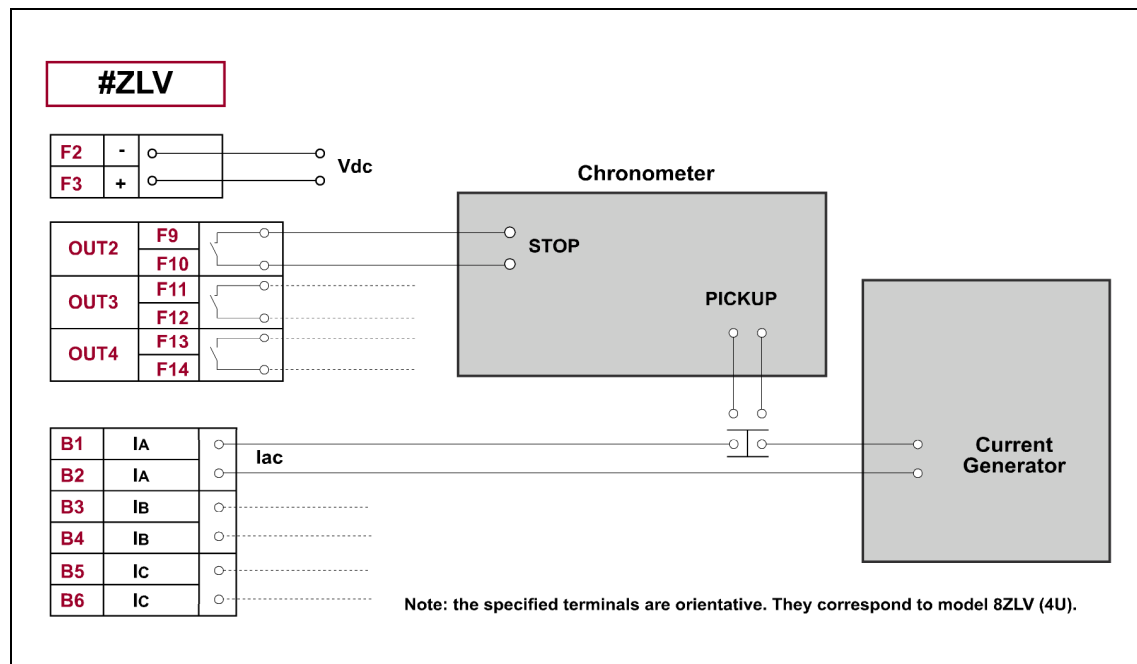 #ZLV
F2 -
F3 +
Vdc
Chronometer
OUT2 F9
F10
STOP
OUT3 F11
F12
PICKUP
OUT4 F13
F14
B1 IA
Iac
B2 IA
B3 IB
B4 IB
B5 IC
B6 IC
Current
Generator
Note: the specified terminals are orientative. They correspond to model 8ZLV (4U).